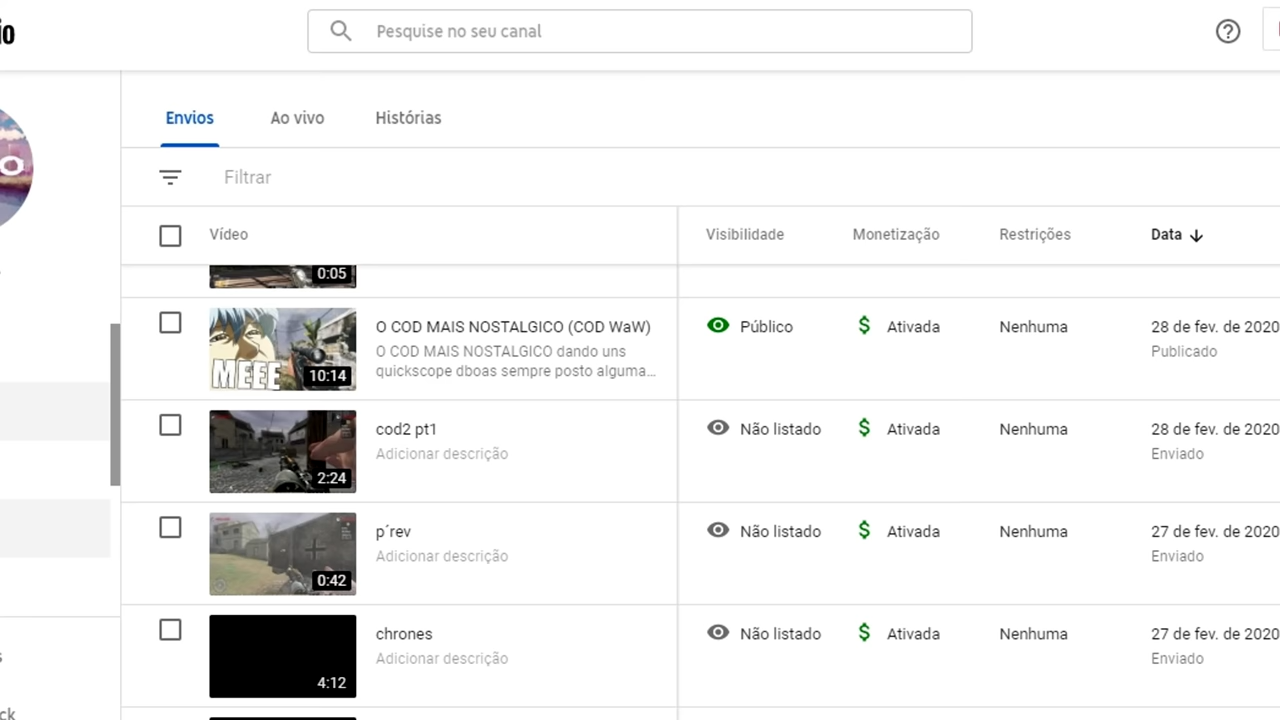 io
Pesquise no seu canal
Envios
Ao vivo
Histórias
Filtrar
Vídeo
Visibilidade
Monetização
Restrições
Data
0:05
MEEE
10:14
O COD MAIS NOSTALGICO (COD WaW)
O COD MAIS NOSTALGICO dando uns
quickscope dboas sempre posto alguma...
Público
$ Ativada
Nenhuma
28 de fev. de 2020
Publicado
2:24
cod2 pt1
Adicionar descrição
Não listado
$ Ativada
Nenhuma
28 de fev. de 2020
Enviado
0:42
p´rev
Adicionar descrição
Não listado
$ Ativada
Nenhuma
27 de fev. de 2020
Enviado
4:12
chrones
Adicionar descrição
Não listado
$ Ativada
Nenhuma
27 de fev. de 2020
Enviado
s
ck